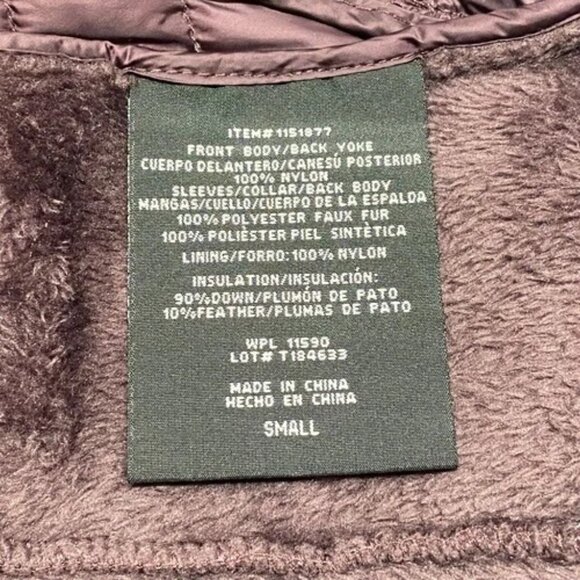 ITEM# 1151877
FRONT BODY/BACK YOKE
CUERPO DELANTERO/CANESÚ POSTERIOR
100% NYLON
SLEEVES/COLLAR/BACK BODY
MANGAS/CUELLO/CUERPO DE LA ESPALDA
100% POLYESTER FAUX FUR
100% POLIÈSTER PIEL SINTÈTICA
LINING/FORRO: 100% NYLON
INSULATION/INSULACIÓN:
90%DOWN/PLUMÓN DE PATO
10%FEATHER/PLUMAS DE PATO
WPL 11590
LOT# T184633
MADE IN CHINA
HECHO EN CHINA
SMALL